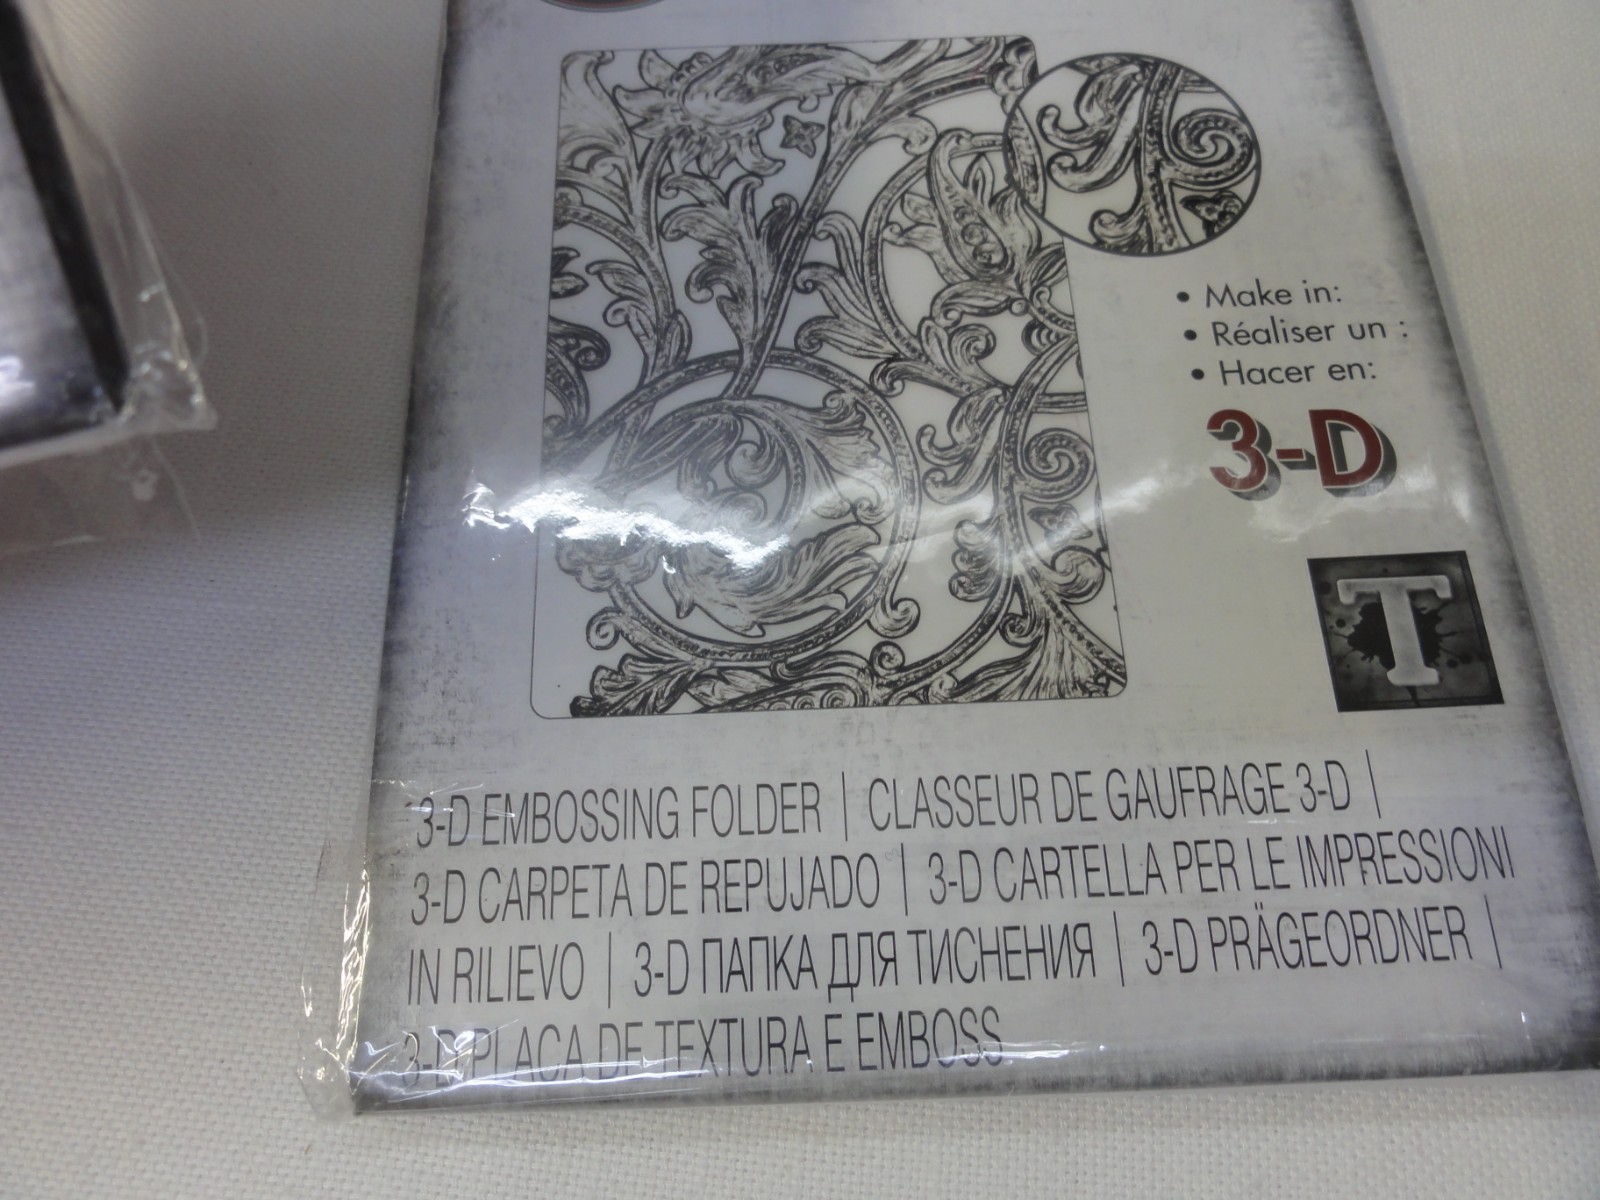 • Make in:
• Réaliser un :
• Hacer en:
3-D
T
3-D EMBOSSING FOLDER | CLASSEUR DE GAUFRAGE 3-D |
3-D CARPETA DE REPUJADO | 3-D CARTELLA PER LE IMPRESSIONI
IN RILIEVO | 3-D ПАПКА ДЛЯ ТИСНЕНИЯ | 3-D PRÄGEORDNER |
3-D PLACA DE TEXTURA E EMBOSS